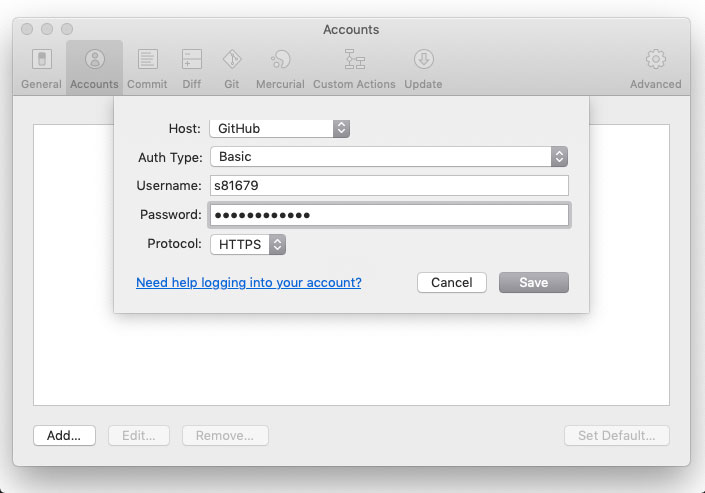 Accounts
General Accounts Commit Diff Git Mercurial Custom Actions Update Advanced
Host: GitHub
Auth Type: Basic
Username: s81679
Password: ●●●●●●●●●●●●
Protocol: HTTPS
Need help logging into your account? Cancel Save
Add... Edit... Remove... Set Default...